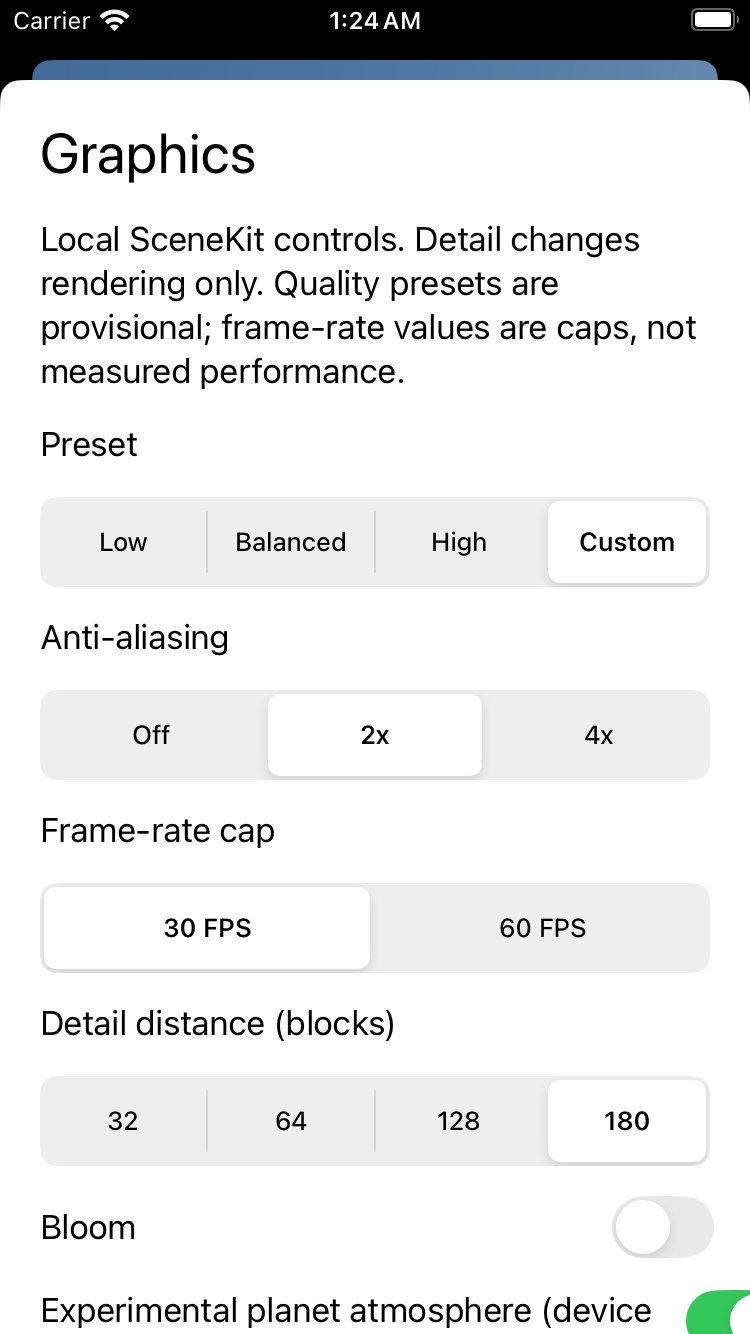 Carrier 1:24 AM
Graphics
Local SceneKit controls. Detail changes
rendering only. Quality presets are
provisional; frame-rate values are caps, not
measured performance.
Preset
Low Balanced High Custom
Anti-aliasing
Off 2x 4x
Frame-rate cap
30 FPS 60 FPS
Detail distance (blocks)
32 64 128 180
Bloom
Experimental planet atmosphere (device